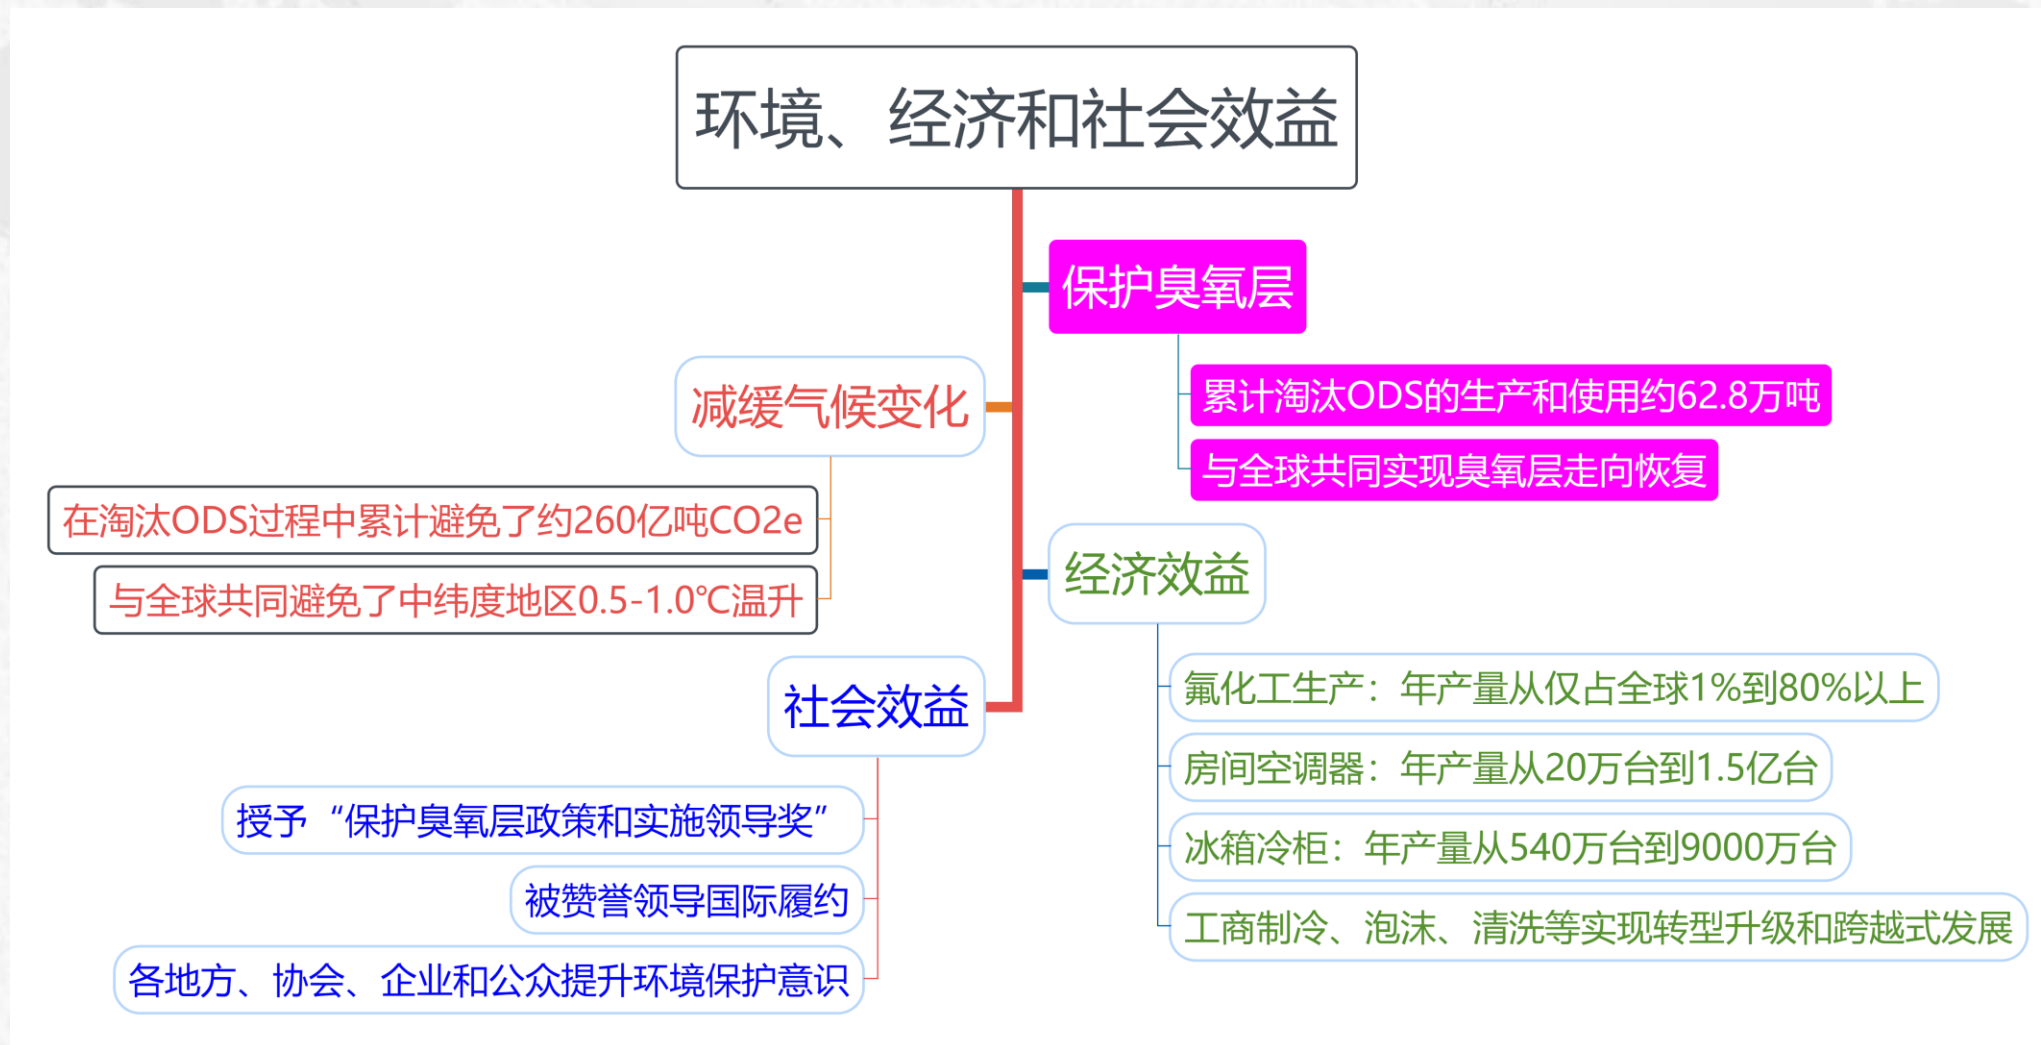 环境、经济和社会效益
保护臭氧层
累计淘汰ODS的生产和使用约62.8万吨
与全球共同实现臭氧层走向恢复
减缓气候变化
在淘汰ODS过程中累计避免了约260亿吨CO2e
与全球共同避免了中纬度地区0.5-1.0℃温升
经济效益
氟化工生产：年产量从仅占全球1%到80%以上
房间空调器：年产量从20万台到1.5亿台
冰箱冷柜：年产量从540万台到9000万台
工商制冷、泡沫、清洗等实现转型升级和跨越式发展
社会效益
授予“保护臭氧层政策和实施领导奖”
被赞誉领导国际履约
各地方、协会、企业和公众提升环境保护意识